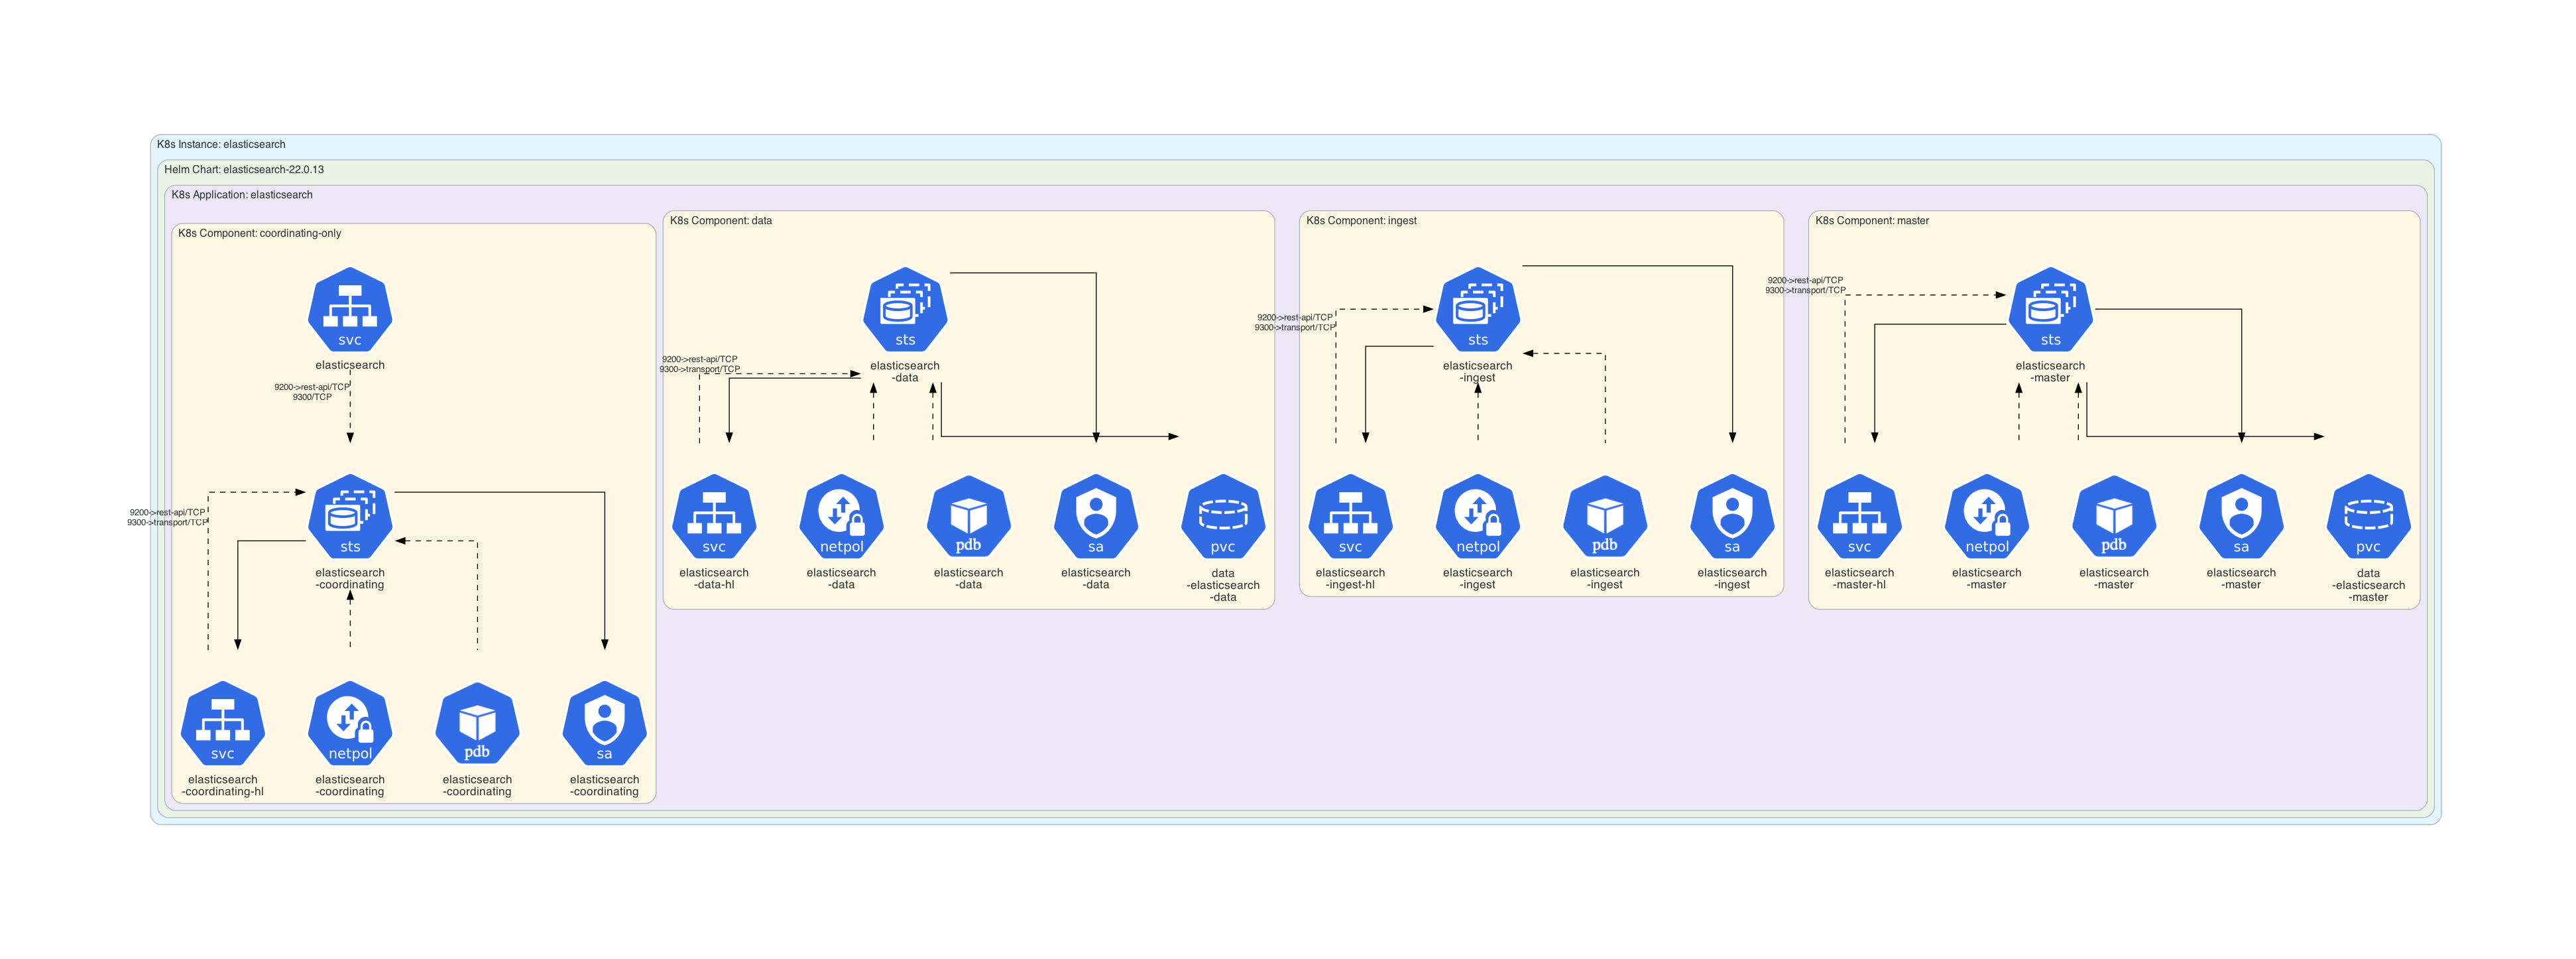 K8s Instance: elasticsearch
Helm Chart: elasticsearch-22.0.13
K8s Application: elasticsearch
K8s Component: coordinating-only
svc
elasticsearch
9200->rest-api/TCP
9300/TCP
9200->rest-api/TCP
9300->transport/TCP
sts
elasticsearch
-coordinating
svc
elasticsearch
-coordinating-hl
netpol
elasticsearch
-coordinating
pdb
elasticsearch
-coordinating
sa
elasticsearch
-coordinating
K8s Component: data
sts
elasticsearch
-data
9200->rest-api/TCP
9300->transport/TCP
svc
elasticsearch
-data-hl
netpol
elasticsearch
-data
pdb
elasticsearch
-data
sa
elasticsearch
-data
pvc
data
-elasticsearch
-data
K8s Component: ingest
9200->rest-api/TCP
9300->transport/TCP
sts
elasticsearch
-ingest
svc
elasticsearch
-ingest-hl
netpol
elasticsearch
-ingest
pdb
elasticsearch
-ingest
sa
elasticsearch
-ingest
K8s Component: master
9200->rest-api/TCP
9300->transport/TCP
sts
elasticsearch
-master
svc
elasticsearch
-master-hl
netpol
elasticsearch
-master
pdb
elasticsearch
-master
sa
elasticsearch
-master
pvc
data
-elasticsearch
-master